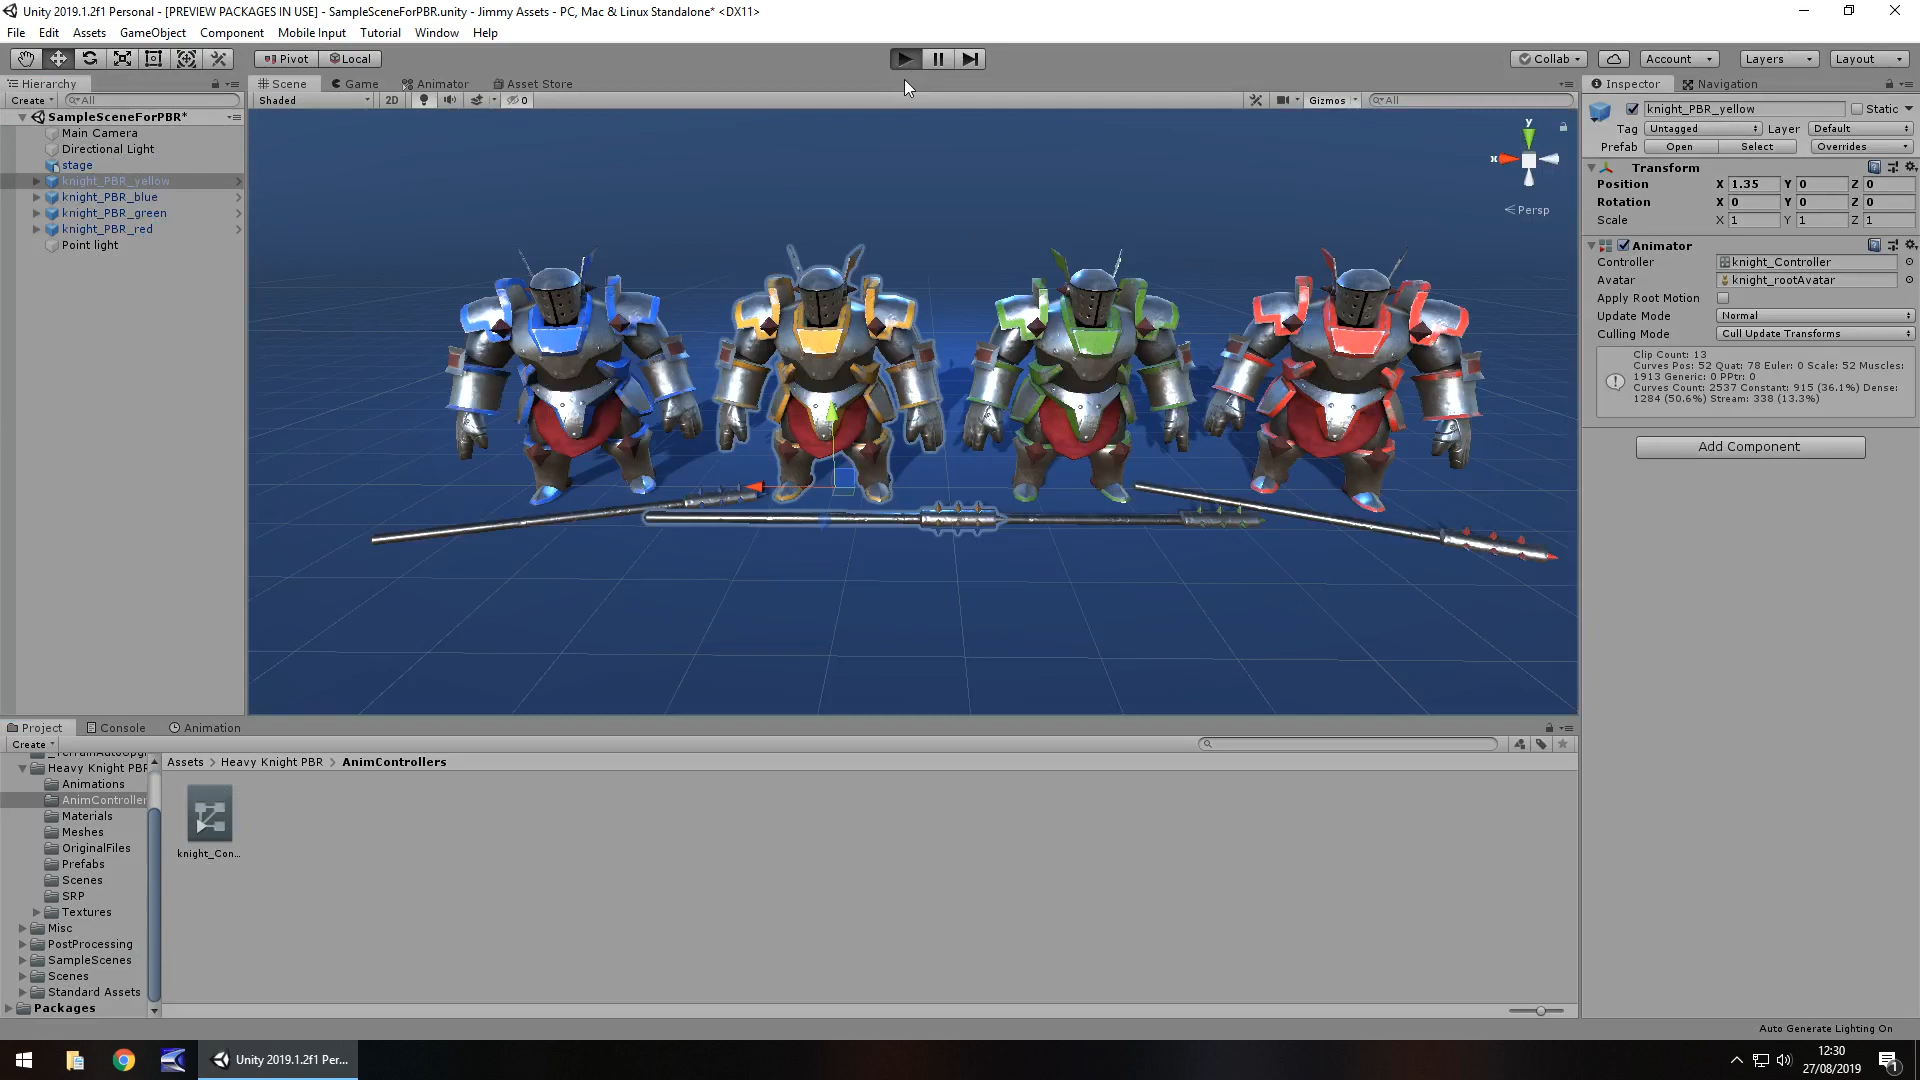 Unity 2019.1.2f1 Personal - [PREVIEW PACKAGES IN USE] - SampleSceneForPBR.unity - Jimmy Assets - PC, Mac & Linux Standalone* <DX11>
File Edit Assets GameObject Component Mobile Input Tutorial Window Help
Pivot Local Collab Account Layers Layout
Hierarchy Scene Game Animator Asset Store Inspector Navigation
Create All Shaded 2D 0 Gizmos All
SampleSceneForPBR*
Main Camera
Directional Light
stage
knight_PBR_yellow
knight_PBR_blue
knight_PBR_green
knight_PBR_red
Point light
y
x
Persp
knight_PBR_yellow Static
Tag Untagged Layer Default
Prefab Open Select Overrides
Transform
Position X 1.35 Y 0 Z 0
Rotation X 0 Y 0 Z 0
Scale X 1 Y 1 Z 1
Animator
Controller knight_Controller
Avatar knight_rootAvatar
Apply Root Motion
Update Mode Normal
Culling Mode Cull Update Transforms
Clip Count: 13
Curves Pos: 52 Quat: 78 Euler: 0 Scale: 52 Muscles:
1913 Generic: 0 PPtr: 0
Curves Count: 2537 Constant: 915 (36.1%) Dense:
1284 (50.6%) Stream: 338 (13.3%)
Add Component
Project Console Animation
Create
Heavy Knight PBR
Animations
AnimController
Materials
Meshes
OriginalFiles
Prefabs
Scenes
SRP
Textures
Misc
PostProcessing
SampleScenes
Scenes
Standard Assets
Packages
Assets > Heavy Knight PBR > AnimControllers
knight_Con...
Auto Generate Lighting On
Unity 2019.1.2f1 Per...
12:30
27/08/2019
1